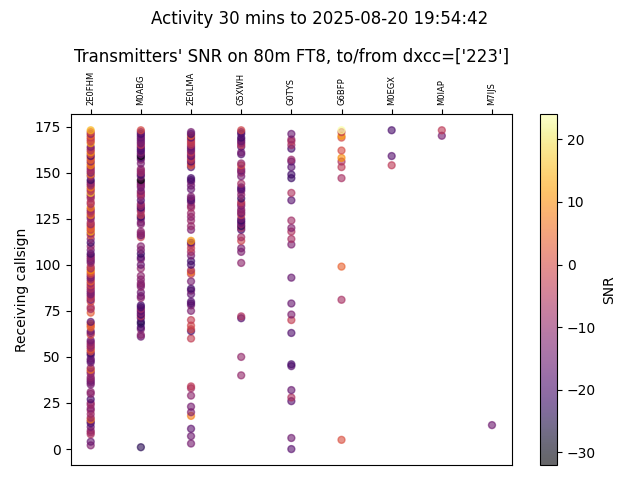 Activity 30 mins to 2025-08-20 19:54:42
Transmitters' SNR on 80m FT8, to/from dxcc=['223']
2E0FHM
M0ABG
2E0LMA
G5XWH
G0TYS
G6BFP
M0EGX
M0IAP
M7IJS
175
150
125
100
75
50
25
0
Receiving callsign
20
10
0
−10
−20
−30
SNR